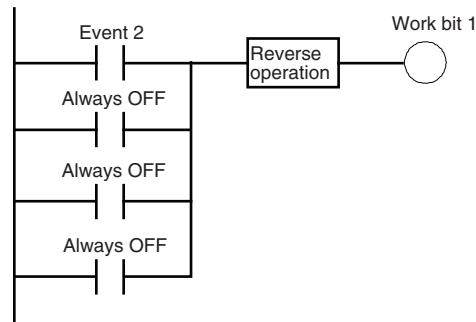 Work bit 1
Event 2
Reverse
operation
Always OFF
Always OFF
Always OFF